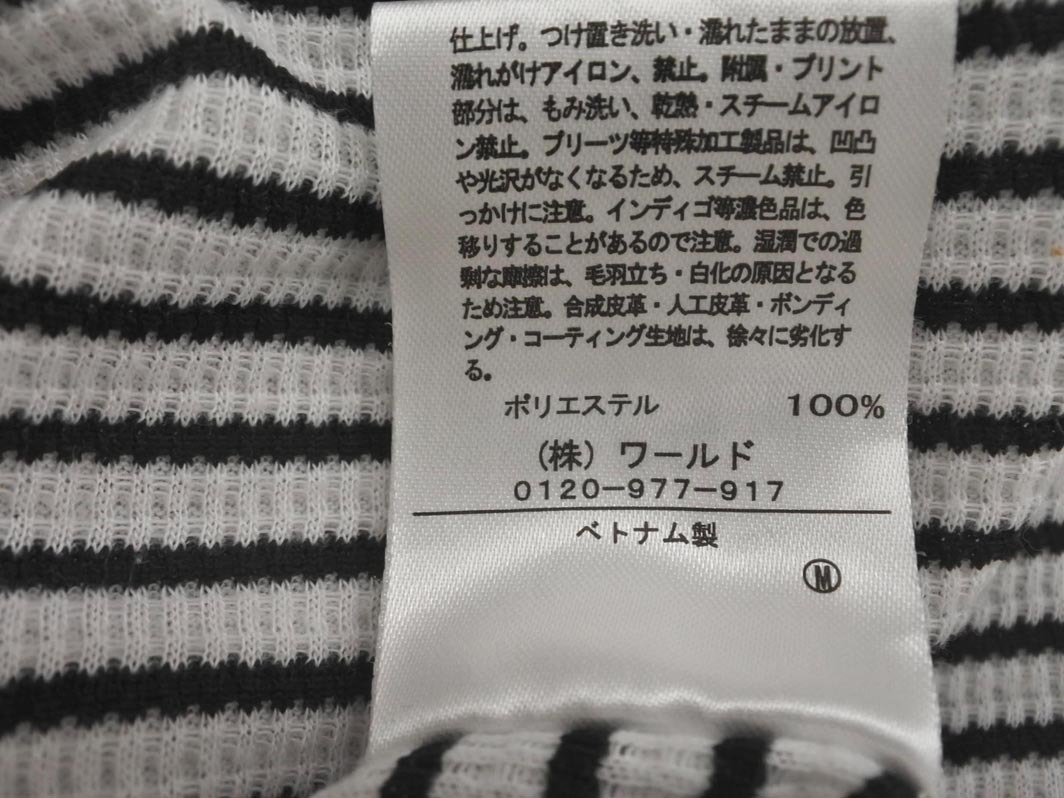 仕上げ。つけ置き洗い・濡れたままの放置、
濡れがけアイロン、禁止。附属・プリント
部分は、もみ洗い、乾熱・スチームアイロ
ン禁止。プリーツ等特殊加工製品は、凹凸
や光沢がなくなるため、スチーム禁止。引
っかけに注意。インディゴ等濃色品は、色
移りすることがあるので注意。湿潤での過
剰な摩擦は、毛羽立ち・白化の原因となる
ため注意。合成皮革・人工皮革・ボンディ
ング・コーティング生地は、徐々に劣化す
る。
ポリエステル 100%
（株）ワールド
0120-977-917
ベトナム製
Ⓜ